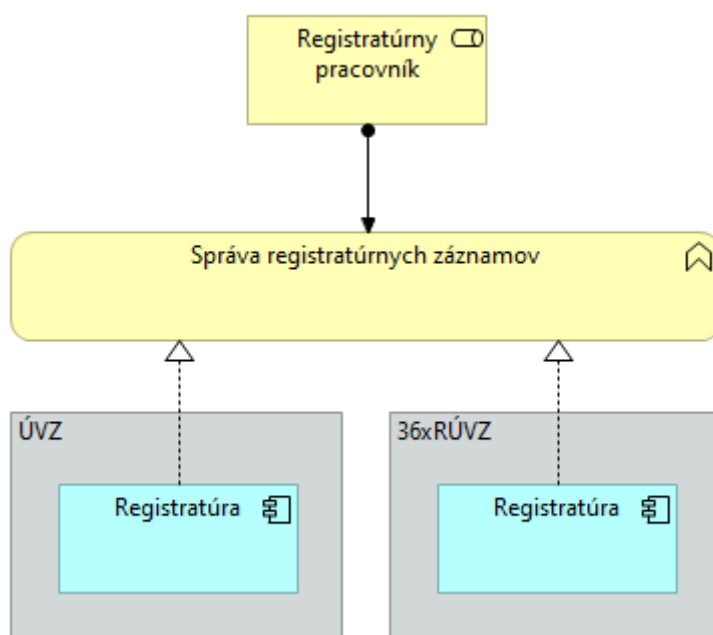 Registratúrny
pracovník
Správa registratúrnych záznamov
ÚVZ
36xRÚVZ
Registratúra
Registratúra